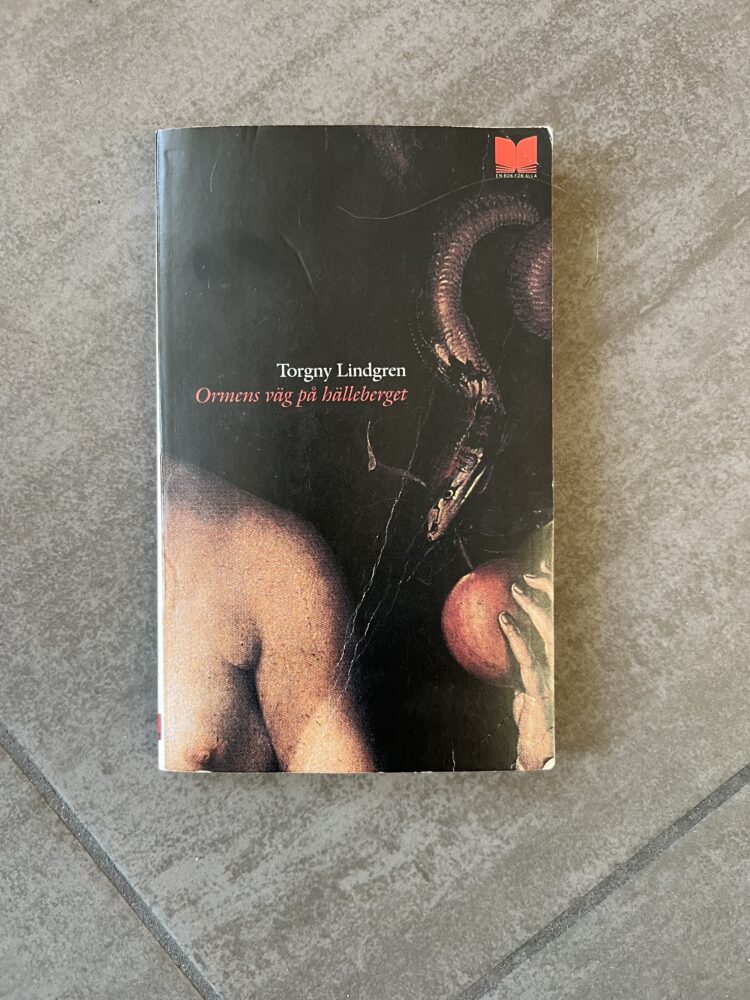 EN BOK FÖR ALLA
Torgny Lindgren
Ormens väg på hälleberget